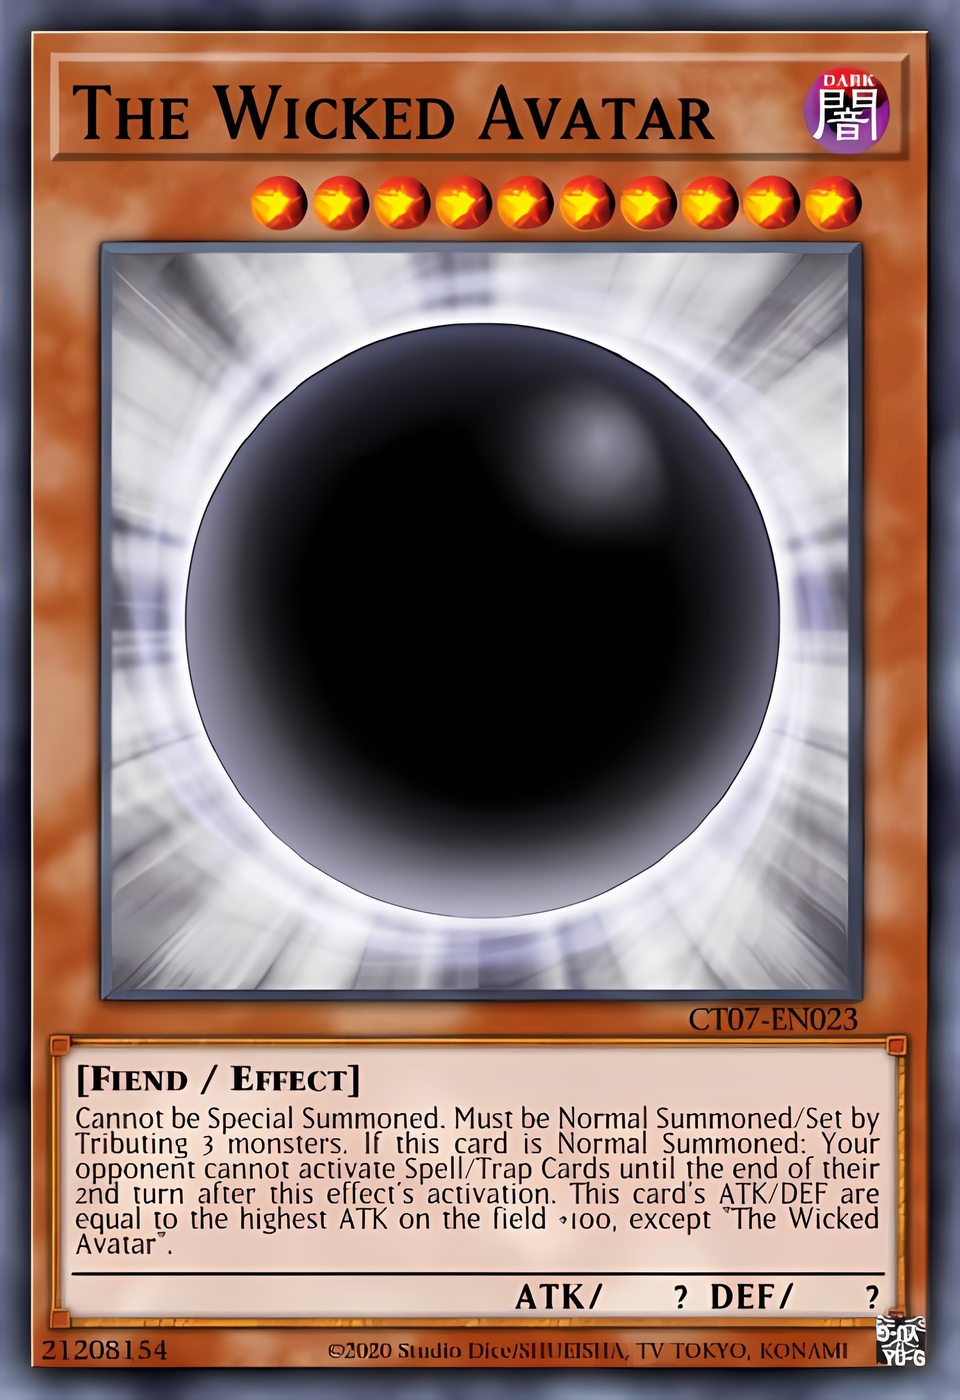 The Wicked Avatar
DARK
闇
CT07-EN023
[Fiend / Effect]
Cannot be Special Summoned. Must be Normal Summoned/Set by
Tributing 3 monsters. If this card is Normal Summoned: Your
opponent cannot activate Spell/Trap Cards until the end of their
2nd turn after this effect's activation. This card's ATK/DEF are
equal to the highest ATK on the field +100, except "The Wicked
Avatar".
ATK/ ? DEF/ ?
21208154 ©2020 Studio Dice/SHUEISHA, TV TOKYO, KONAMI